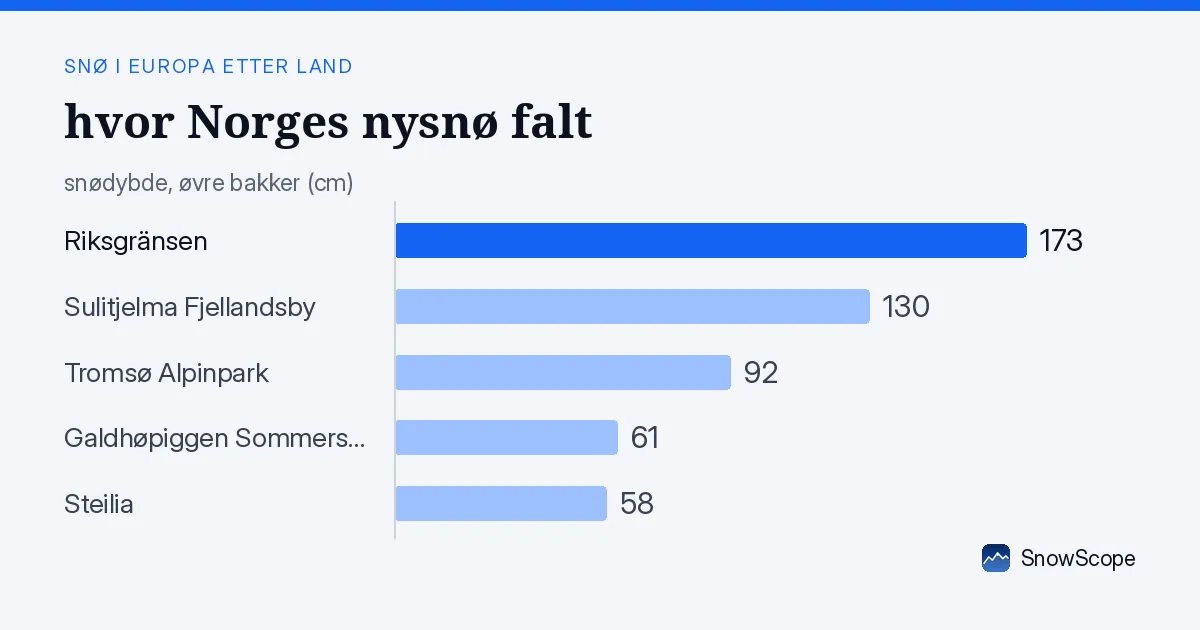 SNØ I EUROPA ETTER LAND
hvor Norges nysnø falt
snødybde, øvre bakker (cm)
Riksgränsen 173
Sulitjelma Fjellandsby 130
Tromsø Alpinpark 92
Galdhøpiggen Sommers... 61
Steilia 58
SnowScope